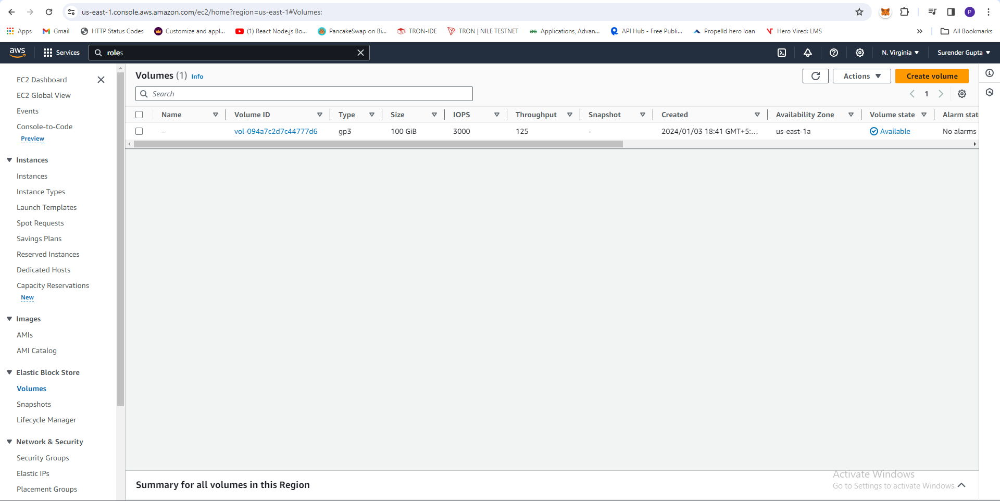 us-east-1.console.aws.amazon.com/ec2/home?region=us-east-1#Volumes:
P
Apps
Gmail
HTTP Status Codes
Customize and appl...
(1) React Node.js Bo...
PancakeSwap on Bi...
TRON-IDE
TRON | NILE TESTNET
Applications, Advan...
API Hub - Free Publi...
Propelld hero loan
Hero Vired: LMS
»
All Bookmarks
aws
Services
roles
N. Virginia
Surender Gupta
EC2 Dashboard
EC2 Global View
Events
Console-to-Code
Preview
Instances
Instances
Instance Types
Launch Templates
Spot Requests
Savings Plans
Reserved Instances
Dedicated Hosts
Capacity Reservations
New
Images
AMIs
AMI Catalog
Elastic Block Store
Volumes
Snapshots
Lifecycle Manager
Network & Security
Security Groups
Elastic IPs
Placement Groups
Volumes (1) Info
Actions
Create volume
Search
1
Name Volume ID Type Size IOPS Throughput Snapshot Created Availability Zone Volume state Alarm stat
– vol-094a7c2d7c44777d6 gp3 100 GiB 3000 125 - 2024/01/03 18:41 GMT+5:... us-east-1a Available No alarms
Summary for all volumes in this Region
Activate Windows
Go to Settings to activate Windows.